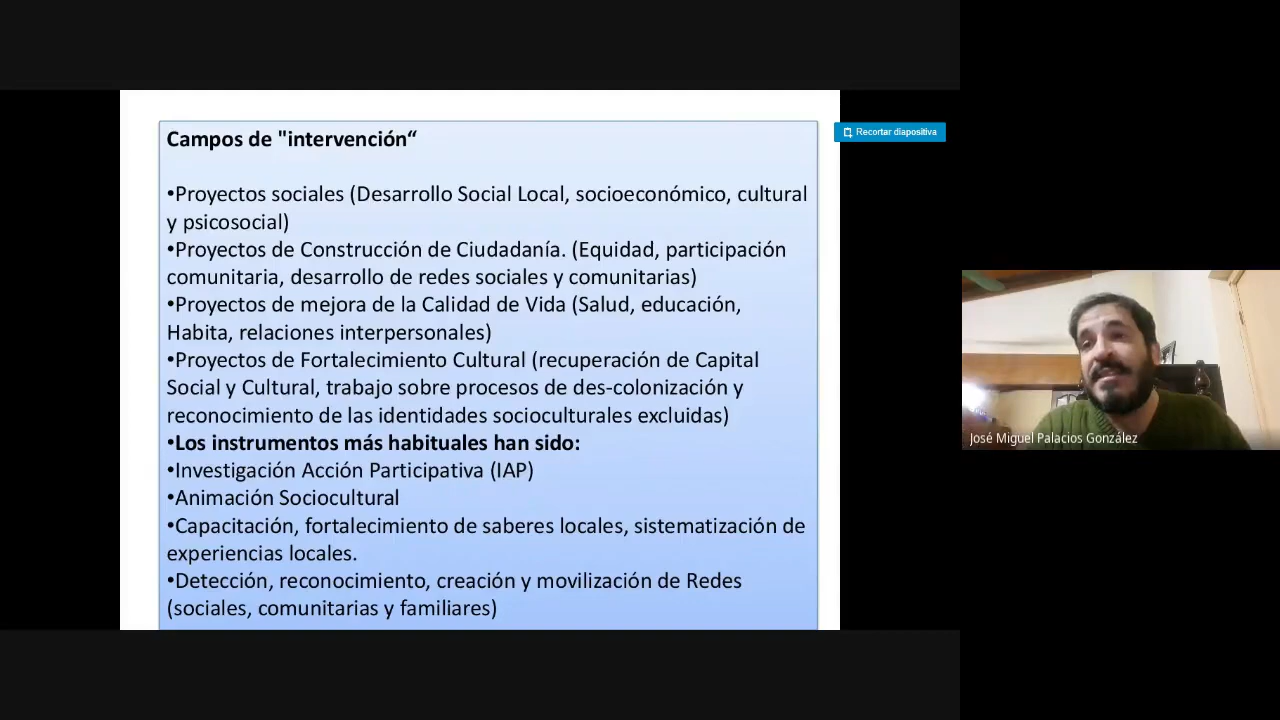 Campos de "intervención“
•Proyectos sociales (Desarrollo Social Local, socioeconómico, cultural
y psicosocial)
•Proyectos de Construcción de Ciudadanía. (Equidad, participación
comunitaria, desarrollo de redes sociales y comunitarias)
•Proyectos de mejora de la Calidad de Vida (Salud, educación,
Habita, relaciones interpersonales)
•Proyectos de Fortalecimiento Cultural (recuperación de Capital
Social y Cultural, trabajo sobre procesos de des-colonización y
reconocimiento de las identidades socioculturales excluidas)
•Los instrumentos más habituales han sido:
•Investigación Acción Participativa (IAP)
•Animación Sociocultural
•Capacitación, fortalecimiento de saberes locales, sistematización de
experiencias locales.
•Detección, reconocimiento, creación y movilización de Redes
(sociales, comunitarias y familiares)
Recortar diapositiva
José Miguel Palacios González